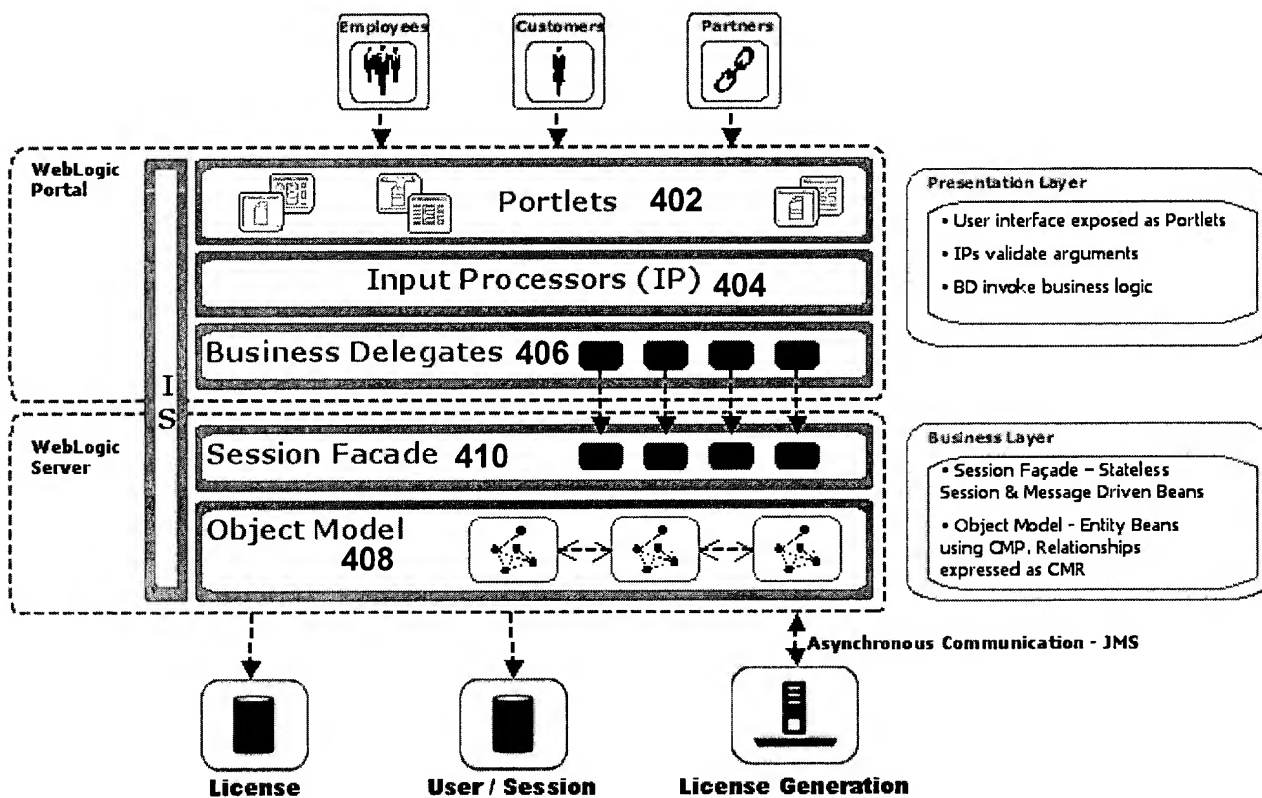 Employees
Customers
Partners
WebLogic
Portal
Portlets 402
Input Processors (IP) 404
Business Delegates 406
Presentation Layer
• User interface exposed as Portlets
• IPs validate arguments
• BD invoke business logic
I
S
WebLogic
Server
Session Facade 410
Object Model
408
Business Layer
• Session Façade – Stateless
Session & Message Driven Beans
• Object Model - Entity Beans
using CMP. Relationships
expressed as CMR
Asynchronous Communication - JMS
License
User / Session
License Generation